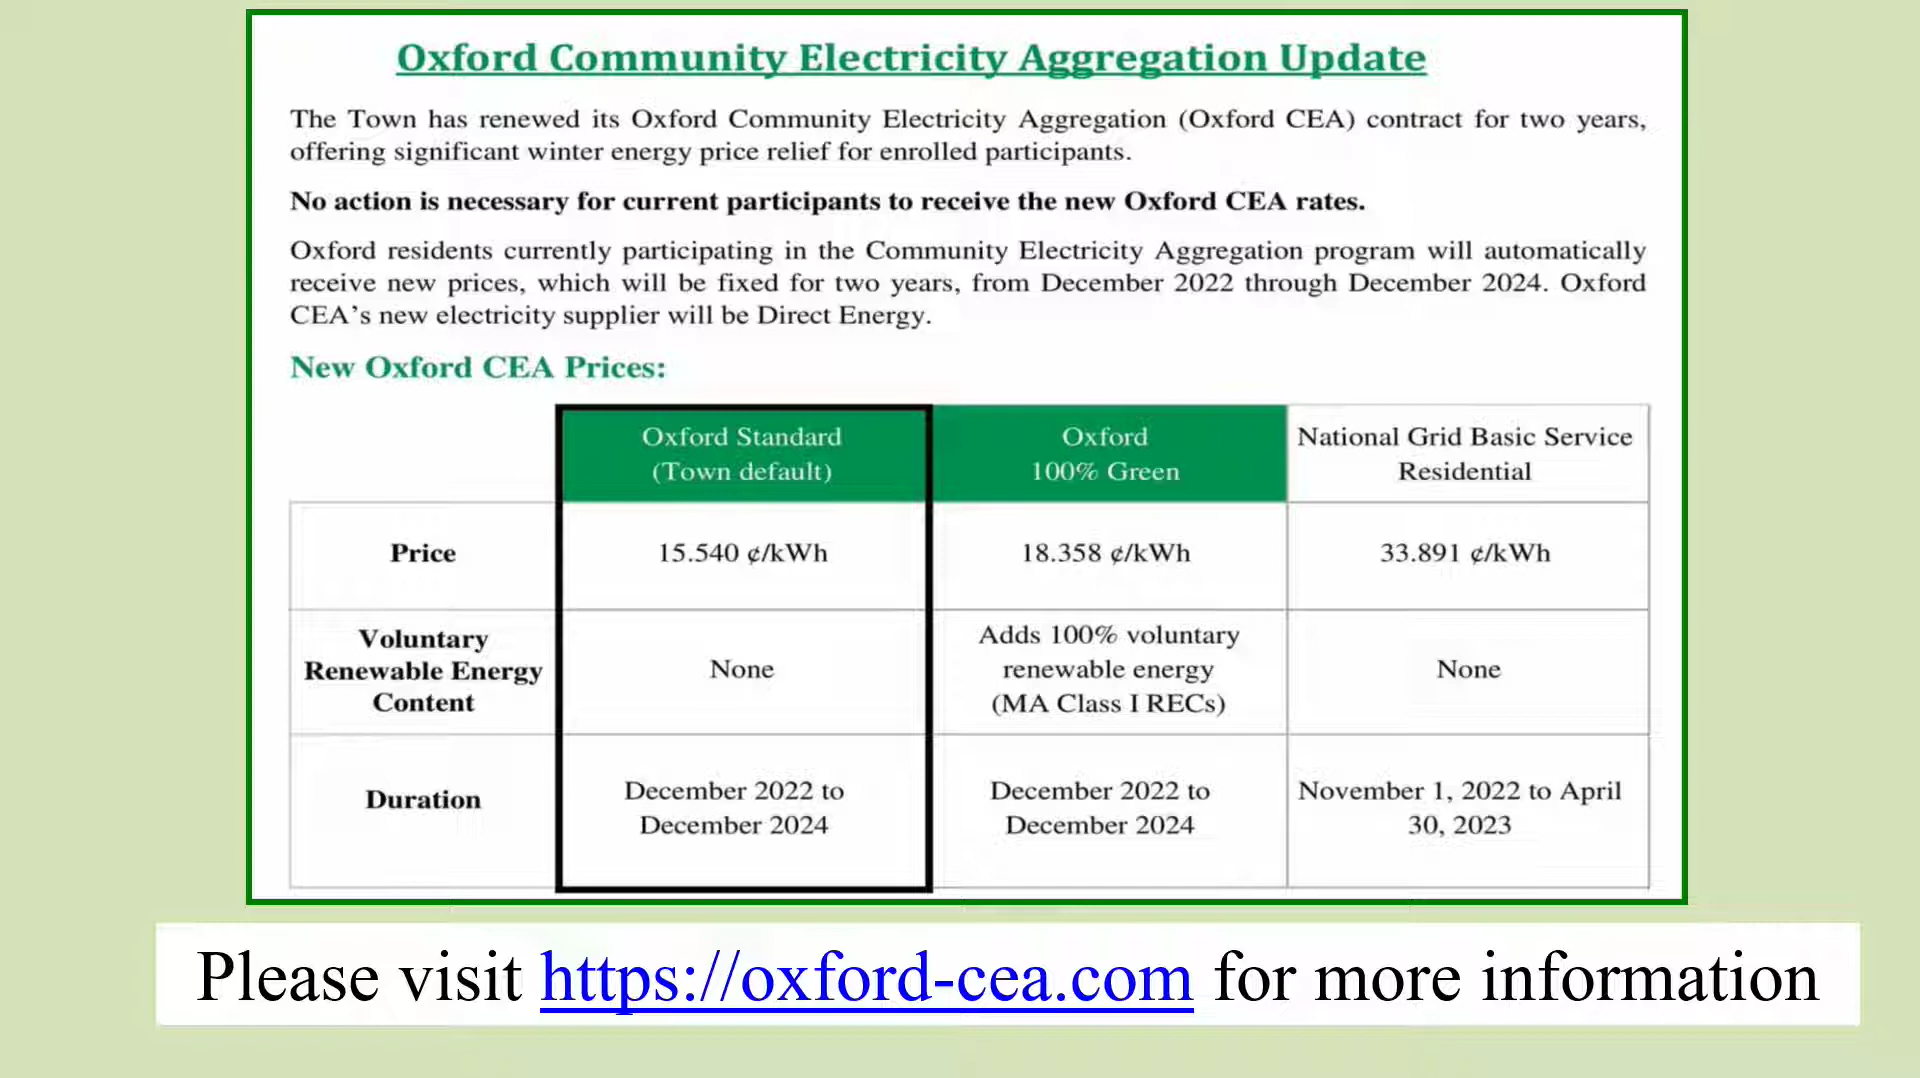 Oxford Community Electricity Aggregation Update
The Town has renewed its Oxford Community Electricity Aggregation (Oxford CEA) contract for two years,
offering significant winter energy price relief for enrolled participants.
No action is necessary for current participants to receive the new Oxford CEA rates.
Oxford residents currently participating in the Community Electricity Aggregation program will automatically
receive new prices, which will be fixed for two years, from December 2022 through December 2024. Oxford
CEA’s new electricity supplier will be Direct Energy.
New Oxford CEA Prices:
Oxford Standard
(Town default)
Oxford
100% Green
National Grid Basic Service
Residential
Price
15.540 ¢/kWh
18.358 ¢/kWh
33.891 ¢/kWh
Voluntary
Renewable Energy
Content
None
Adds 100% voluntary
renewable energy
(MA Class I RECs)
None
Duration
December 2022 to
December 2024
December 2022 to
December 2024
November 1, 2022 to April
30, 2023
Please visit https://oxford-cea.com for more information